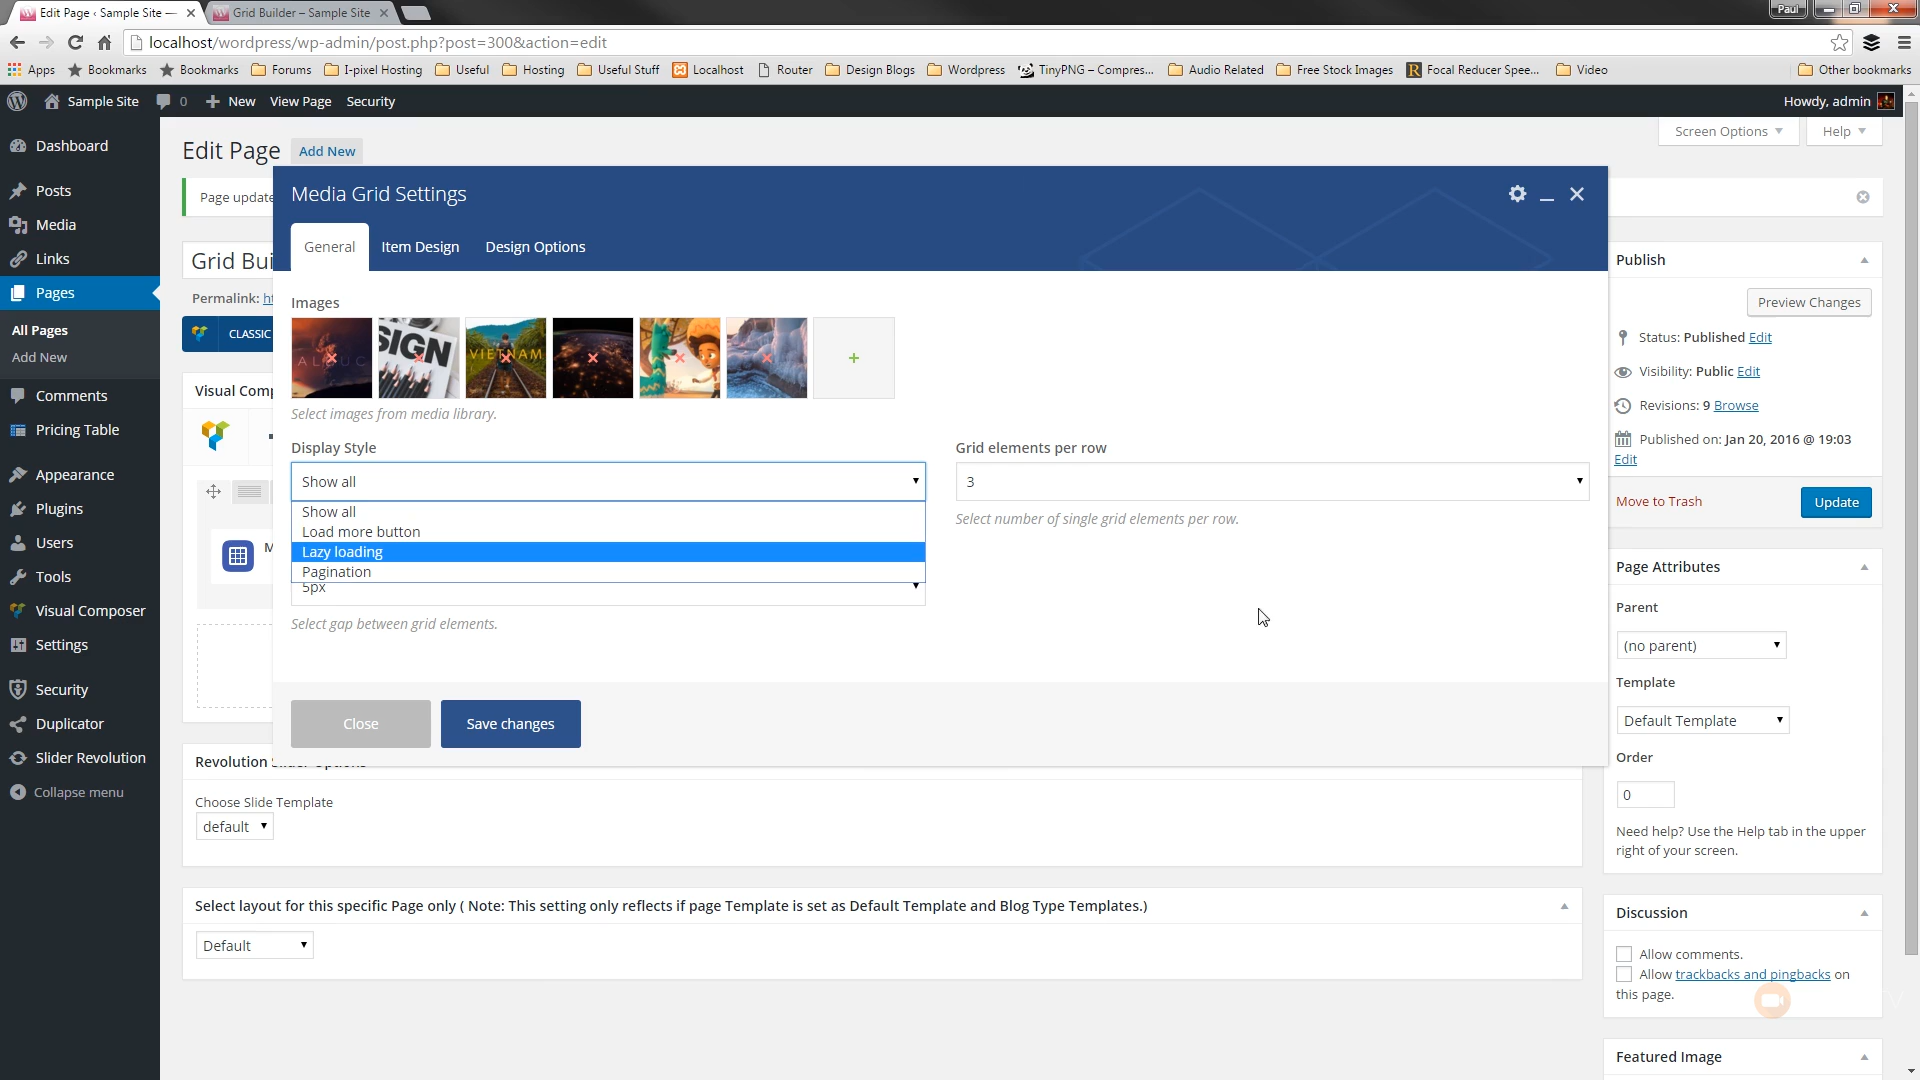 Edit Page ‹ Sample Site —
Grid Builder – Sample Site
Paul
localhost/wordpress/wp-admin/post.php?post=300&action=edit
Apps
Bookmarks
Bookmarks
Forums
I-pixel Hosting
Useful
Hosting
Useful Stuff
Localhost
Router
Design Blogs
Wordpress
TinyPNG – Compres...
Audio Related
Free Stock Images
Focal Reducer Spee...
Video
Other bookmarks
Sample Site
0
New
View Page
Security
Howdy, admin
Screen Options
Help
Dashboard
Posts
Media
Links
Pages
All Pages
Add New
Comments
Pricing Table
Appearance
Plugins
Users
Tools
Visual Composer
Settings
Security
Duplicator
Slider Revolution
Collapse menu
Edit Page
Add New
Page update
Grid Bui
Permalink: ht
CLASSIC
Visual Comp
M
Media Grid Settings
General
Item Design
Design Options
Images
SIGN
VIETNAM
Select images from media library.
Display Style
Show all
Show all
Load more button
Lazy loading
Pagination
5px
Select gap between grid elements.
Grid elements per row
3
Select number of single grid elements per row.
Close
Save changes
Revolution
Choose Slide Template
default
Select layout for this specific Page only ( Note: This setting only reflects if page Template is set as Default Template and Blog Type Templates.)
Default
Publish
Preview Changes
Status: Published Edit
Visibility: Public Edit
Revisions: 9 Browse
Published on: Jan 20, 2016 @ 19:03
Edit
Move to Trash
Update
Page Attributes
Parent
(no parent)
Template
Default Template
Order
0
Need help? Use the Help tab in the upper
right of your screen.
Discussion
Allow comments.
Allow trackbacks and pingbacks on
this page.
Featured Image